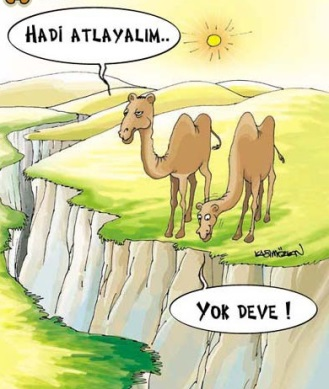 HADİ ATLAYALIM..
YOK DEVE !